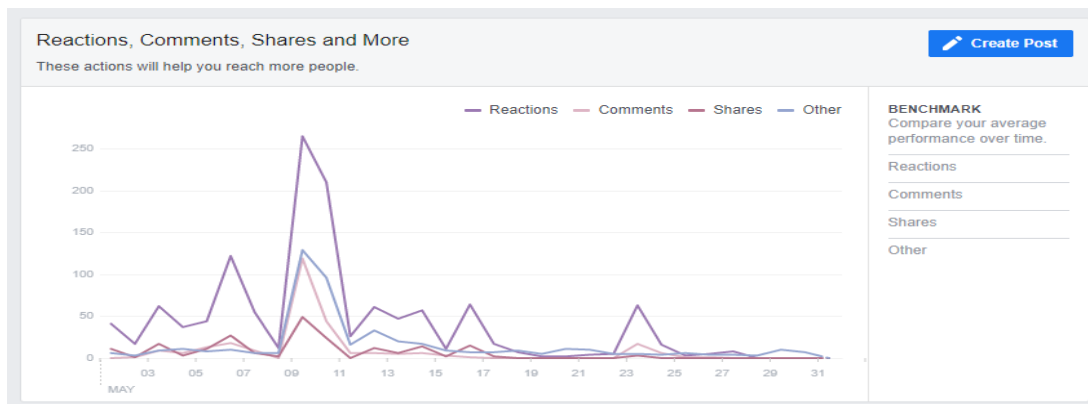 Reactions, Comments, Shares and More
These actions will help you reach more people.
Create Post
Reactions Comments Shares Other
250
200
150
100
50
0
03 05 07 09 11 13 15 17 19 21 23 25 27 29 31
MAY
BENCHMARK
Compare your average
performance over time.
Reactions
Comments
Shares
Other